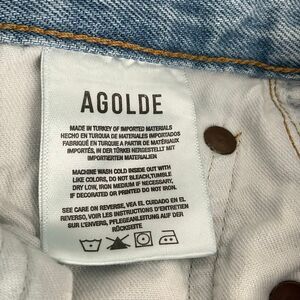 AGOLDE
MADE IN TURKEY OF IMPORTED MATERIALS
HECHO EN TURQUIA DE MATERIALES IMPORTADOS
FABRIQUÉ EN TURQUIE A PARTIR DE MATÉRIAUX
IMPORTÉS, IN DER TÜRKEI HERGESTELLT MIT
IMPORTIERTEN MATERIALIEN
MACHINE WASH COLD INSIDE OUT WITH
LIKE COLORS, DO NOT BLEACH,TUMBLE
DRY LOW, IRON MEDIUM IF NECESSARY.
IF DECORATED OR PRINTED DO NOT IRON.
SEE CARE ON REVERSE, VEA EL CUIDADO EN EL
REVERSO, VOIR LES INSTRUCTIONS D'ENTRETIEN
SUR L'ENVERS, PFLEGEANLEITUNG AUF DER
RÜCKSEITE